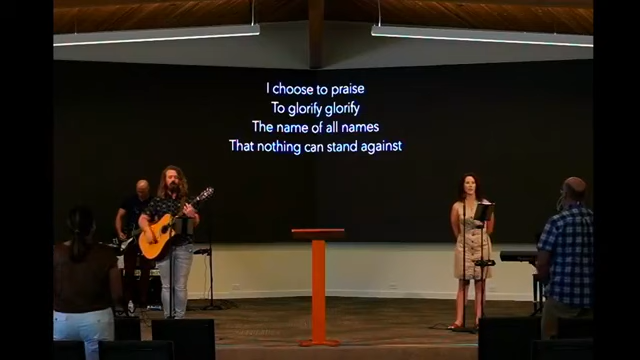 I choose to praise
To glorify glorify
The name of all names
That nothing can stand against